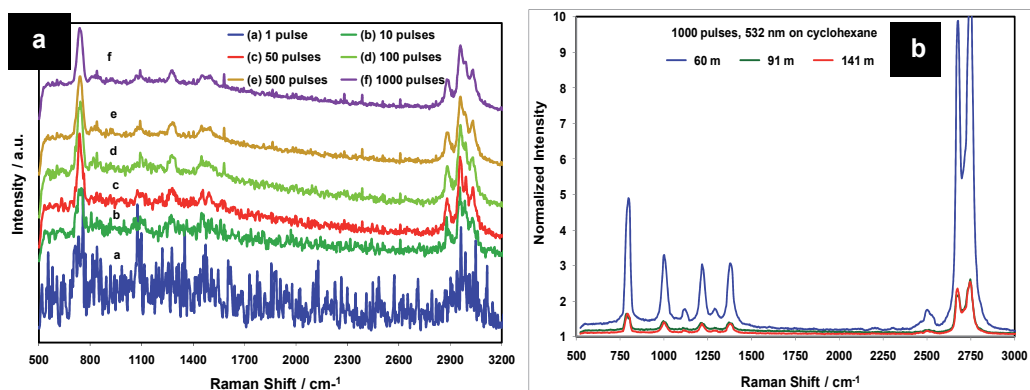 a
(a) 1 pulse
(b) 10 pulses
(c) 50 pulses
(d) 100 pulses
(e) 500 pulses
(f) 1000 pulses
f
e
d
c
b
a
Intensity / a.u.
500 800 1100 1400 1700 2000 2300 2600 2900 3200
Raman Shift / cm-1
b
1000 pulses, 532 nm on cyclohexane
60 m 91 m 141 m
Normalized Intensity
10
9
8
7
6
5
4
3
2
1
500 750 1000 1250 1500 1750 2000 2250 2500 2750 3000
Raman Shift / cm-1